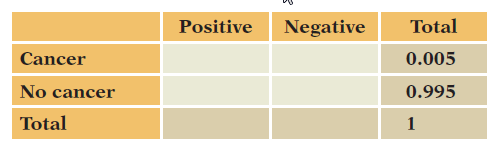 Positive Negative Total
Cancer 0.005
No cancer 0.995
Total 1